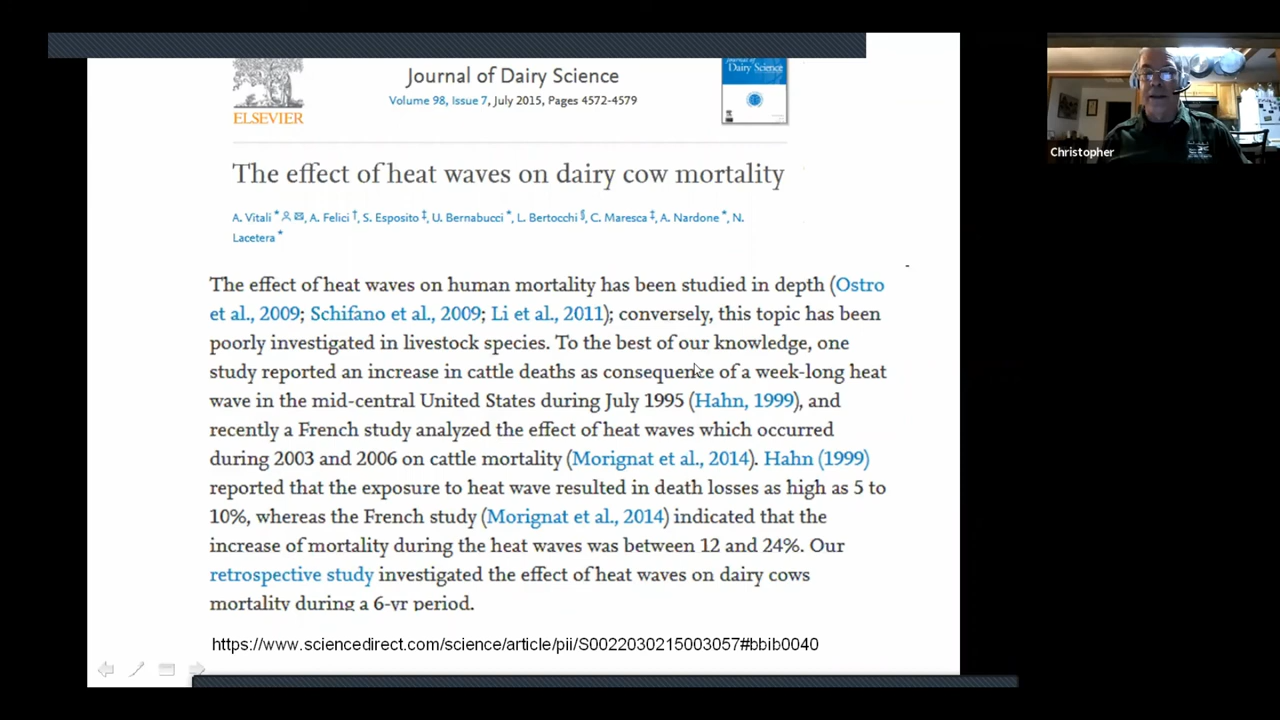 Journal of Dairy Science
Volume 98, Issue 7, July 2015, Pages 4572-4579
ELSEVIER
Dairy Science
The effect of heat waves on dairy cow mortality
A. Vitali *, A. Felici †, S. Esposito ‡, U. Bernabucci *, L. Bertocchi §, C. Maresca ‡, A. Nardone *, N.
Lacetera *
The effect of heat waves on human mortality has been studied in depth (Ostro
et al., 2009; Schifano et al., 2009; Li et al., 2011); conversely, this topic has been
poorly investigated in livestock species. To the best of our knowledge, one
study reported an increase in cattle deaths as consequence of a week-long heat
wave in the mid-central United States during July 1995 (Hahn, 1999), and
recently a French study analyzed the effect of heat waves which occurred
during 2003 and 2006 on cattle mortality (Morignat et al., 2014). Hahn (1999)
reported that the exposure to heat wave resulted in death losses as high as 5 to
10%, whereas the French study (Morignat et al., 2014) indicated that the
increase of mortality during the heat waves was between 12 and 24%. Our
retrospective study investigated the effect of heat waves on dairy cows
mortality during a 6-yr period.
https://www.sciencedirect.com/science/article/pii/S0022030215003057#bbib0040
Christopher